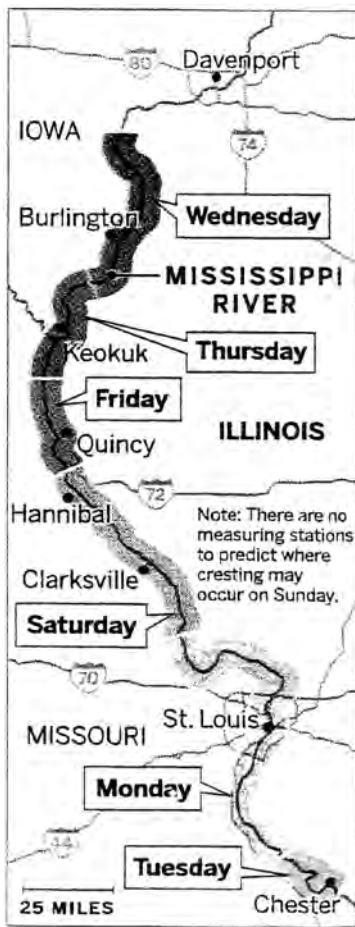 80
Davenport
IOWA
74
Burlington
Wednesday
MISSISSIPPI
RIVER
Keokuk
Thursday
Friday
ILLINOIS
Quincy
72
Hannibal
Note: There are no
measuring stations
to predict where
cresting may
occur on Sunday.
Clarksville
Saturday
70
St. Louis
MISSOURI
Monday
44
Tuesday
Chester
25 MILES